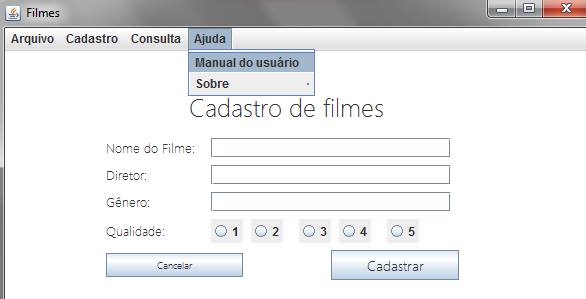 Filmes
Arquivo Cadastro Consulta Ajuda
Manual do usuário
Sobre
Cadastro de filmes
Nome do Filme:
Diretor:
Gênero:
Qualidade: 1 2 3 4 5
Cancelar Cadastrar